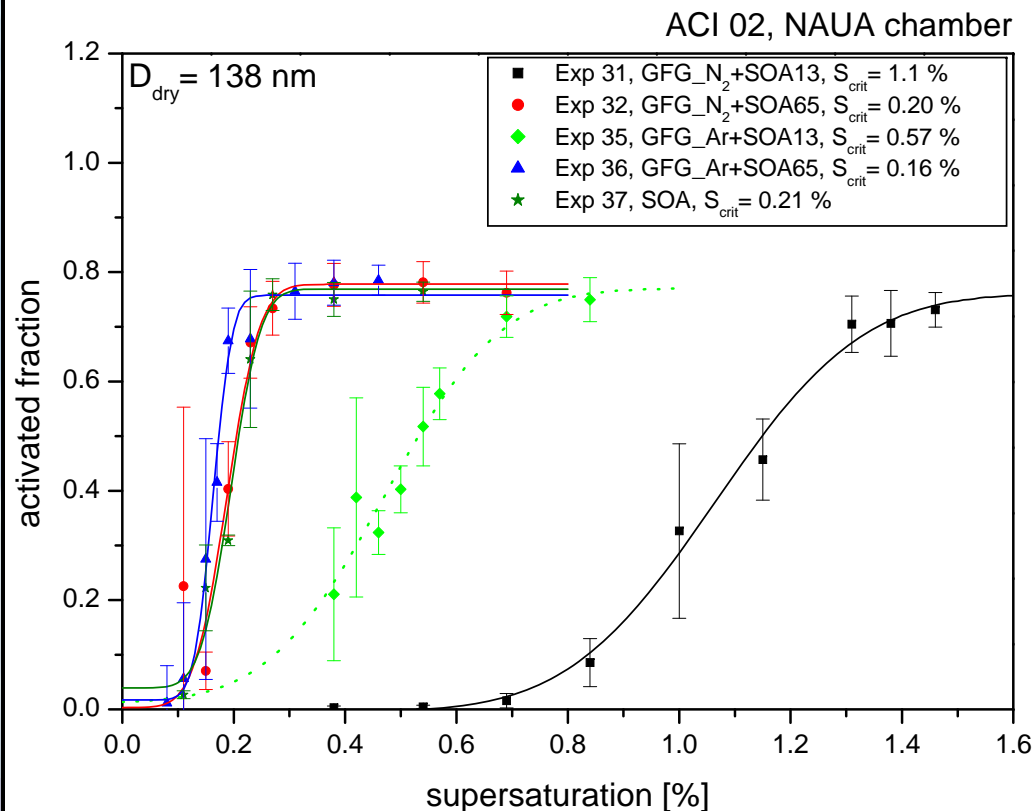 ACI 02, NAUA chamber
D_dry= 138 nm
Exp 31, GFG_N₂+SOA13, S_crit= 1.1 %
Exp 32, GFG_N₂+SOA65, S_crit= 0.20 %
Exp 35, GFG_Ar+SOA13, S_crit= 0.57 %
Exp 36, GFG_Ar+SOA65, S_crit= 0.16 %
Exp 37, SOA, S_crit= 0.21 %
activated fraction
1.2
1.0
0.8
0.6
0.4
0.2
0.0
0.0 0.2 0.4 0.6 0.8 1.0 1.2 1.4 1.6
supersaturation [%]